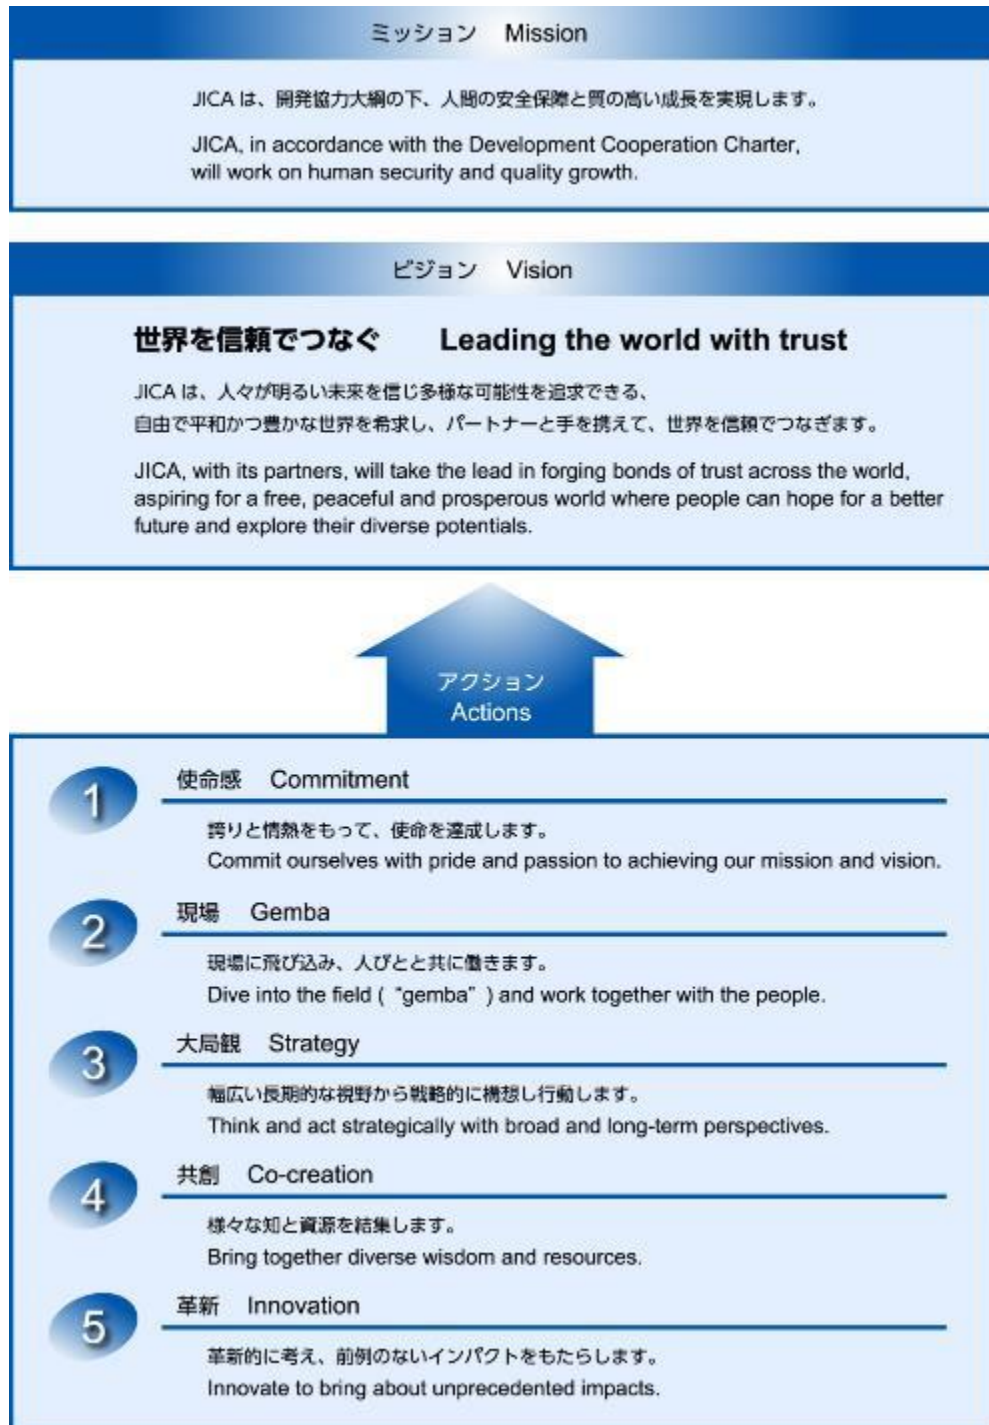 ミッション Mission
JICA は、開発協力大綱の下、人間の安全保障と質の高い成長を実現します。
JICA, in accordance with the Development Cooperation Charter,
will work on human security and quality growth.
ビジョン Vision
世界を信頼でつなぐ Leading the world with trust
JICA は、人々が明るい未来を信じ多様な可能性を追求できる、
自由で平和かつ豊かな世界を希求し、パートナーと手を携えて、世界を信頼でつなぎます。
JICA, with its partners, will take the lead in forging bonds of trust across the world,
aspiring for a free, peaceful and prosperous world where people can hope for a better
future and explore their diverse potentials.
アクション
Actions
1 使命感 Commitment
誇りと情熱をもって、使命を達成します。
Commit ourselves with pride and passion to achieving our mission and vision.
2 現場 Gemba
現場に飛び込み、人びとと共に働きます。
Dive into the field ( “gemba” ) and work together with the people.
3 大局観 Strategy
幅広い長期的な視野から戦略的に構想し行動します。
Think and act strategically with broad and long-term perspectives.
4 共創 Co-creation
様々な知と資源を結集します。
Bring together diverse wisdom and resources.
5 革新 Innovation
革新的に考え、前例のないインパクトをもたらします。
Innovate to bring about unprecedented impacts.